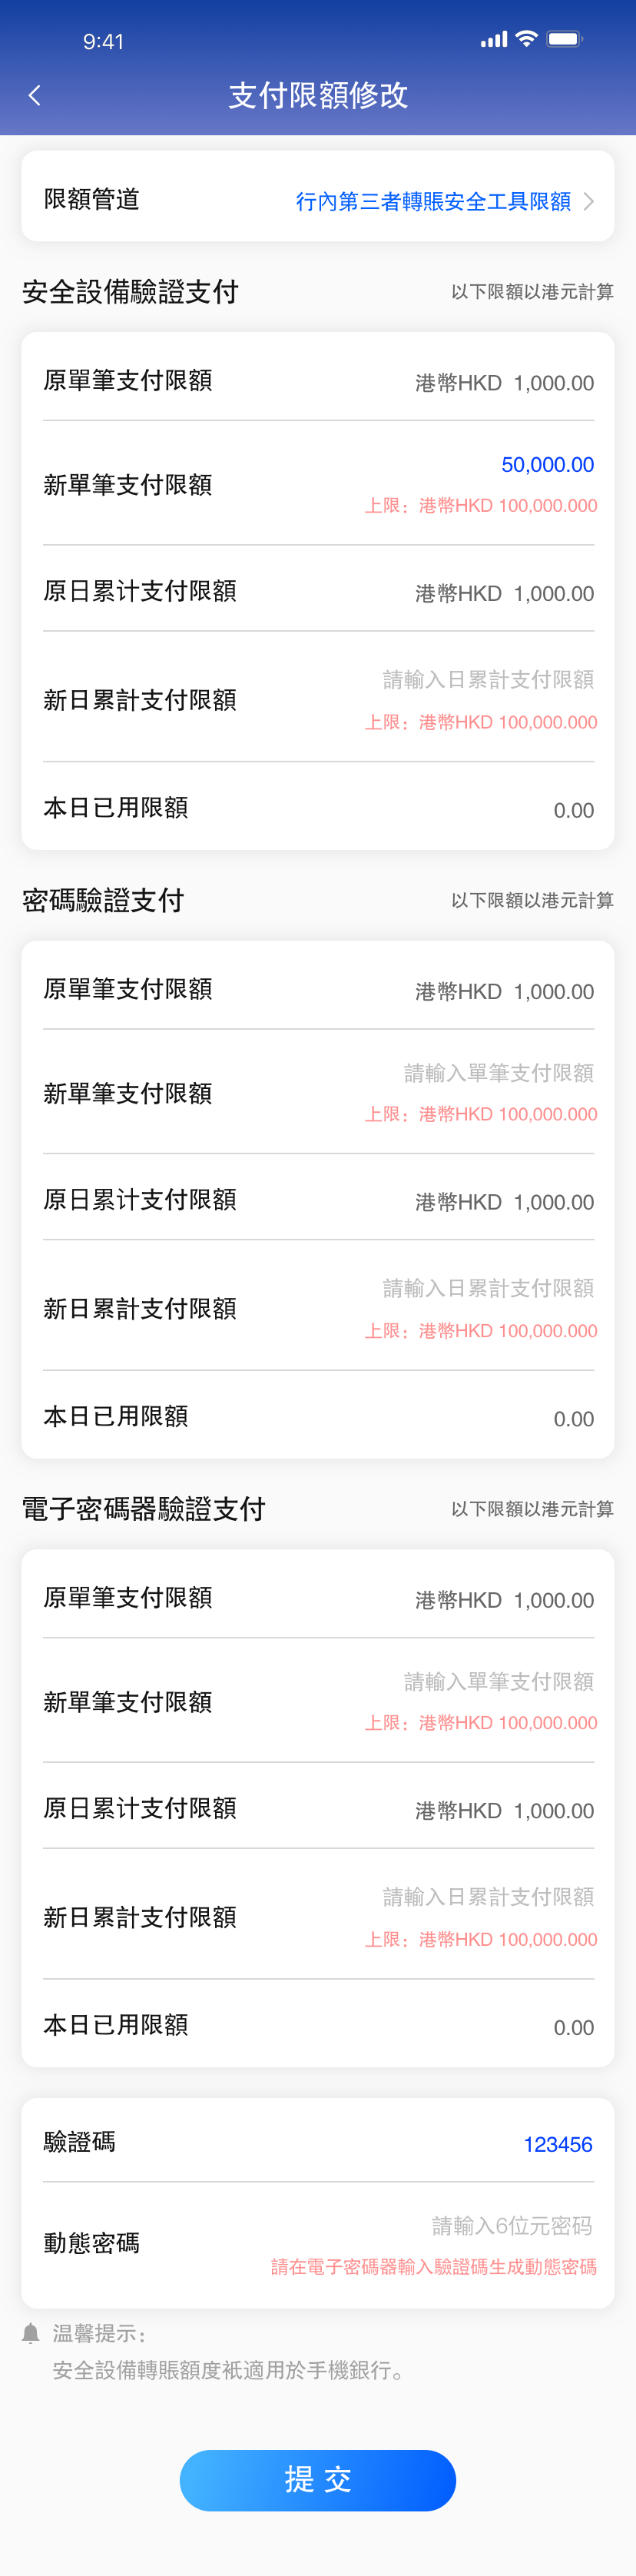 9:41
支付限額修改
限額管道 行內第三者轉賬安全工具限額
安全設備驗證支付 以下限額以港元計算
原單筆支付限額 港幣HKD 1,000.00
50,000.00
新單筆支付限額
上限：港幣HKD 100,000.000
原日累计支付限額 港幣HKD 1,000.00
請輸入日累計支付限額
新日累計支付限額
上限：港幣HKD 100,000.000
本日已用限額 0.00
密碼驗證支付 以下限額以港元計算
原單筆支付限額 港幣HKD 1,000.00
請輸入單筆支付限額
新單筆支付限額
上限：港幣HKD 100,000.000
原日累计支付限額 港幣HKD 1,000.00
請輸入日累計支付限額
新日累計支付限額
上限：港幣HKD 100,000.000
本日已用限額 0.00
電子密碼器驗證支付 以下限額以港元計算
原單筆支付限額 港幣HKD 1,000.00
請輸入單筆支付限額
新單筆支付限額
上限：港幣HKD 100,000.000
原日累计支付限額 港幣HKD 1,000.00
請輸入日累計支付限額
新日累計支付限額
上限：港幣HKD 100,000.000
本日已用限額 0.00
驗證碼 123456
請輸入6位元密码
動態密碼
請在電子密碼器輸入驗證碼生成動態密碼
温馨提示：
安全設備轉賬額度衹適用於手機銀行。
提 交